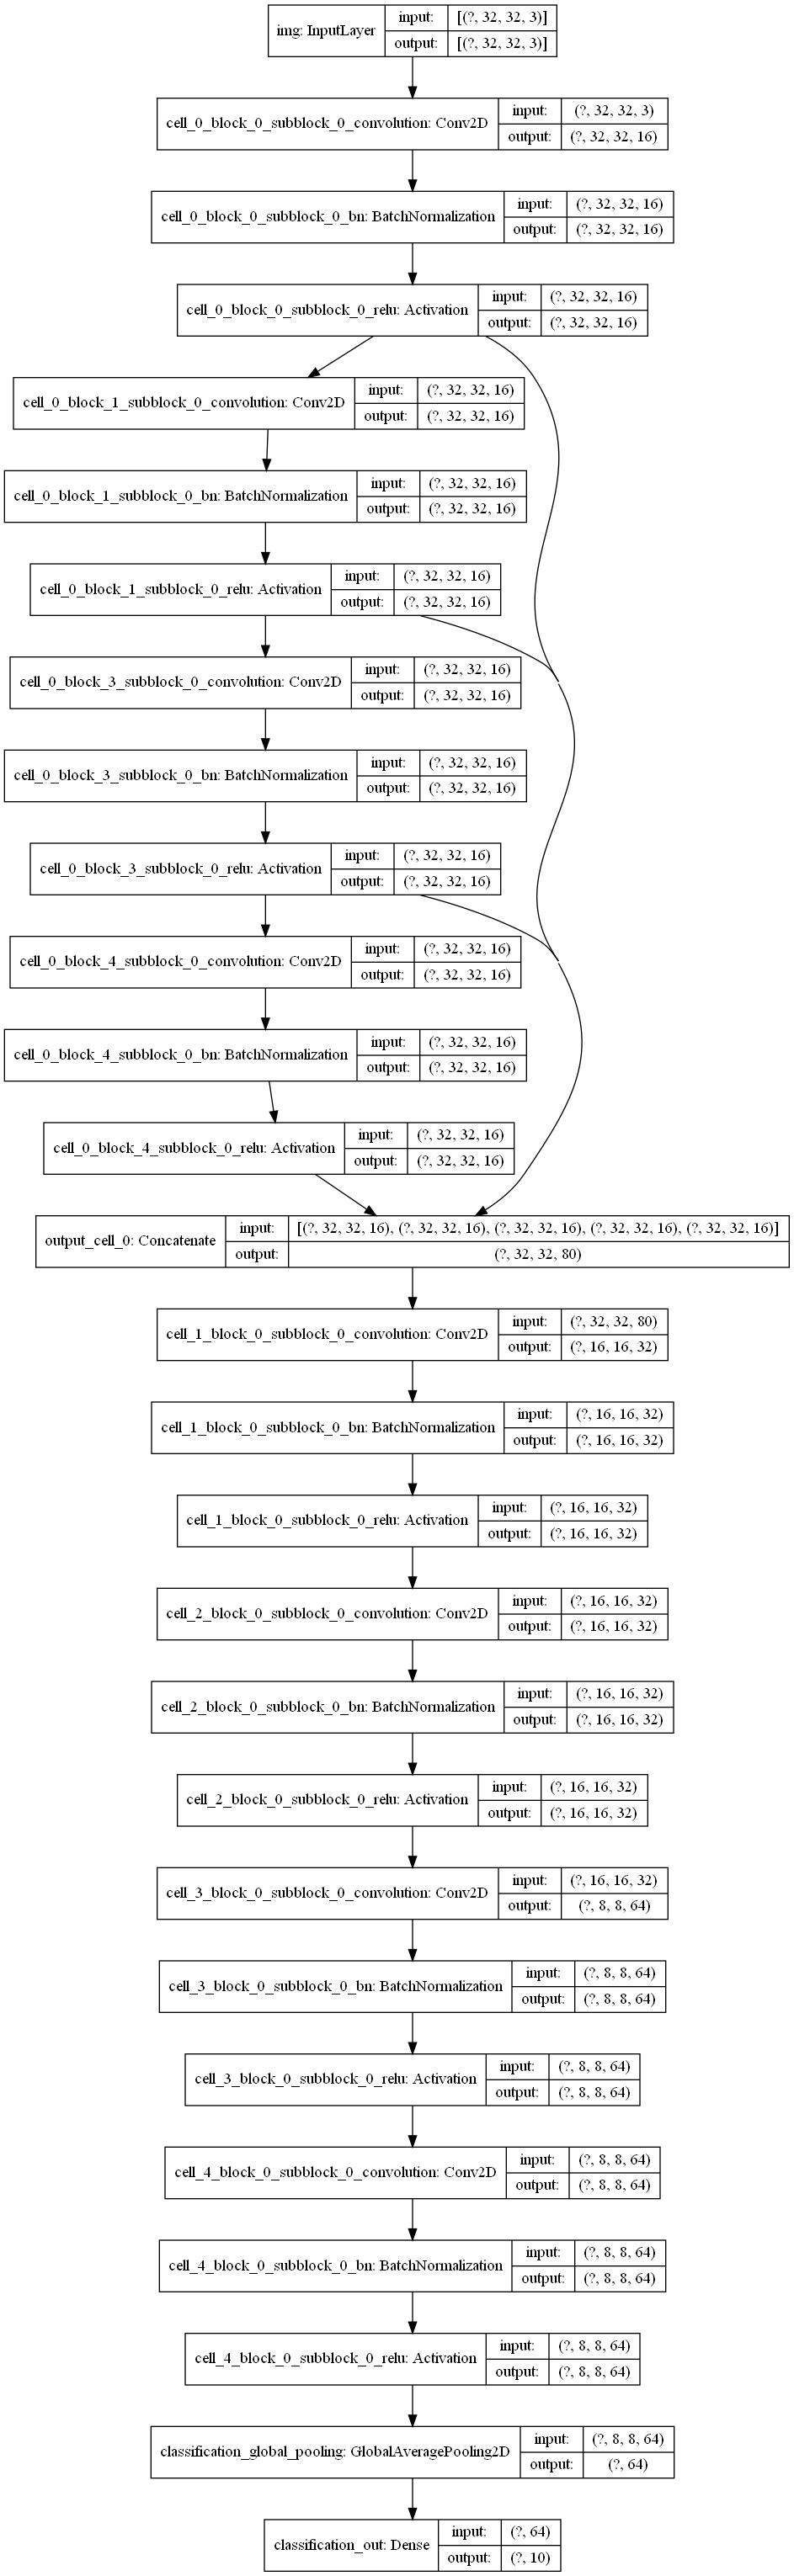 img: InputLayer
input: [(?, 32, 32, 3)]
output: [(?, 32, 32, 3)]
cell_0_block_0_subblock_0_convolution: Conv2D
input: (?, 32, 32, 3)
output: (?, 32, 32, 16)
cell_0_block_0_subblock_0_bn: BatchNormalization
input: (?, 32, 32, 16)
output: (?, 32, 32, 16)
cell_0_block_0_subblock_0_relu: Activation
input: (?, 32, 32, 16)
output: (?, 32, 32, 16)
cell_0_block_1_subblock_0_convolution: Conv2D
input: (?, 32, 32, 16)
output: (?, 32, 32, 16)
cell_0_block_1_subblock_0_bn: BatchNormalization
input: (?, 32, 32, 16)
output: (?, 32, 32, 16)
cell_0_block_1_subblock_0_relu: Activation
input: (?, 32, 32, 16)
output: (?, 32, 32, 16)
cell_0_block_3_subblock_0_convolution: Conv2D
input: (?, 32, 32, 16)
output: (?, 32, 32, 16)
cell_0_block_3_subblock_0_bn: BatchNormalization
input: (?, 32, 32, 16)
output: (?, 32, 32, 16)
cell_0_block_3_subblock_0_relu: Activation
input: (?, 32, 32, 16)
output: (?, 32, 32, 16)
cell_0_block_4_subblock_0_convolution: Conv2D
input: (?, 32, 32, 16)
output: (?, 32, 32, 16)
cell_0_block_4_subblock_0_bn: BatchNormalization
input: (?, 32, 32, 16)
output: (?, 32, 32, 16)
cell_0_block_4_subblock_0_relu: Activation
input: (?, 32, 32, 16)
output: (?, 32, 32, 16)
output_cell_0: Concatenate
input: [(?, 32, 32, 16), (?, 32, 32, 16), (?, 32, 32, 16), (?, 32, 32, 16), (?, 32, 32, 16)]
output: (?, 32, 32, 80)
cell_1_block_0_subblock_0_convolution: Conv2D
input: (?, 32, 32, 80)
output: (?, 16, 16, 32)
cell_1_block_0_subblock_0_bn: BatchNormalization
input: (?, 16, 16, 32)
output: (?, 16, 16, 32)
cell_1_block_0_subblock_0_relu: Activation
input: (?, 16, 16, 32)
output: (?, 16, 16, 32)
cell_2_block_0_subblock_0_convolution: Conv2D
input: (?, 16, 16, 32)
output: (?, 16, 16, 32)
cell_2_block_0_subblock_0_bn: BatchNormalization
input: (?, 16, 16, 32)
output: (?, 16, 16, 32)
cell_2_block_0_subblock_0_relu: Activation
input: (?, 16, 16, 32)
output: (?, 16, 16, 32)
cell_3_block_0_subblock_0_convolution: Conv2D
input: (?, 16, 16, 32)
output: (?, 8, 8, 64)
cell_3_block_0_subblock_0_bn: BatchNormalization
input: (?, 8, 8, 64)
output: (?, 8, 8, 64)
cell_3_block_0_subblock_0_relu: Activation
input: (?, 8, 8, 64)
output: (?, 8, 8, 64)
cell_4_block_0_subblock_0_convolution: Conv2D
input: (?, 8, 8, 64)
output: (?, 8, 8, 64)
cell_4_block_0_subblock_0_bn: BatchNormalization
input: (?, 8, 8, 64)
output: (?, 8, 8, 64)
cell_4_block_0_subblock_0_relu: Activation
input: (?, 8, 8, 64)
output: (?, 8, 8, 64)
classification_global_pooling: GlobalAveragePooling2D
input: (?, 8, 8, 64)
output: (?, 64)
classification_out: Dense
input: (?, 64)
output: (?, 10)